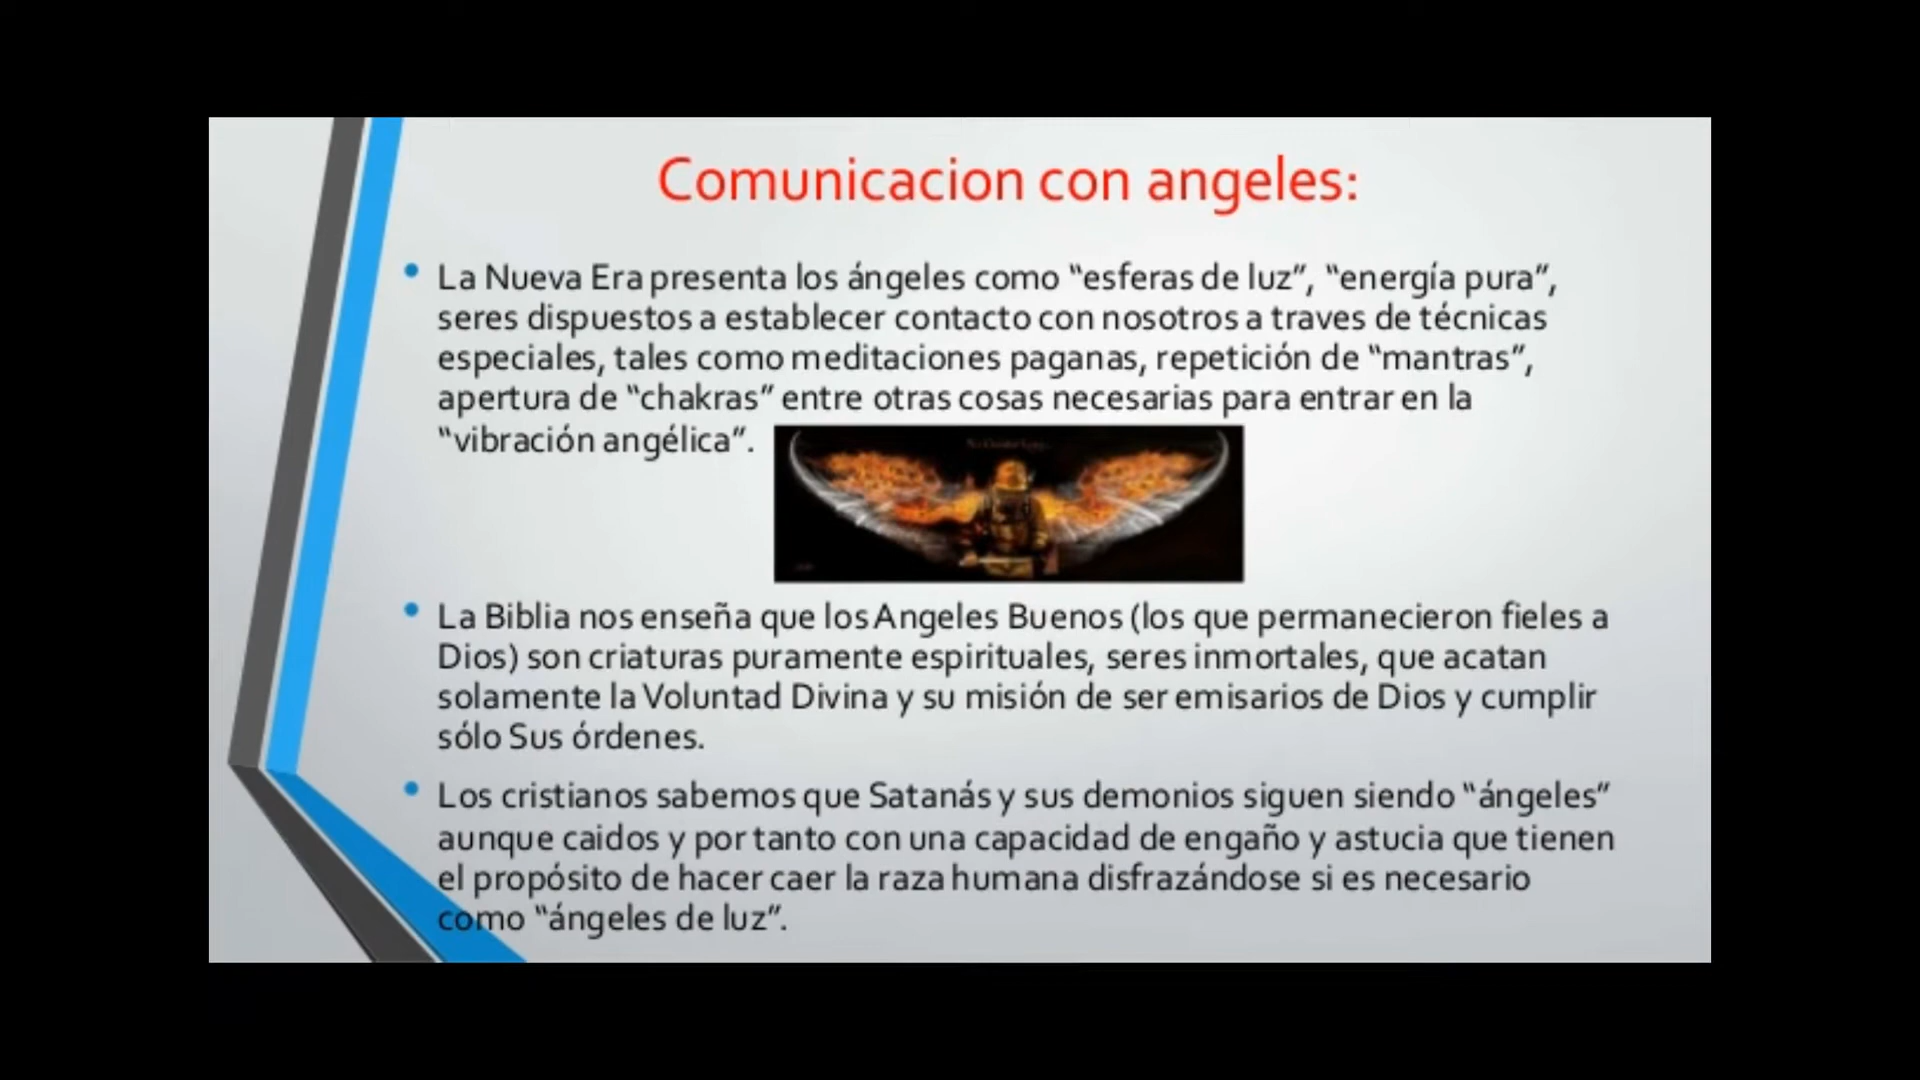 Comunicacion con angeles:
• La Nueva Era presenta los ángeles como “esferas de luz”, “energía pura”,
seres dispuestos a establecer contacto con nosotros a traves de técnicas
especiales, tales como meditaciones paganas, repetición de “mantras”,
apertura de “chakras” entre otras cosas necesarias para entrar en la
“vibración angélica”.
• La Biblia nos enseña que los Angeles Buenos (los que permanecieron fieles a
Dios) son criaturas puramente espirituales, seres inmortales, que acatan
solamente la Voluntad Divina y su misión de ser emisarios de Dios y cumplir
sólo Sus órdenes.
• Los cristianos sabemos que Satanás y sus demonios siguen siendo “ángeles”
aunque caidos y por tanto con una capacidad de engaño y astucia que tienen
el propósito de hacer caer la raza humana disfrazándose si es necesario
como “ángeles de luz”.